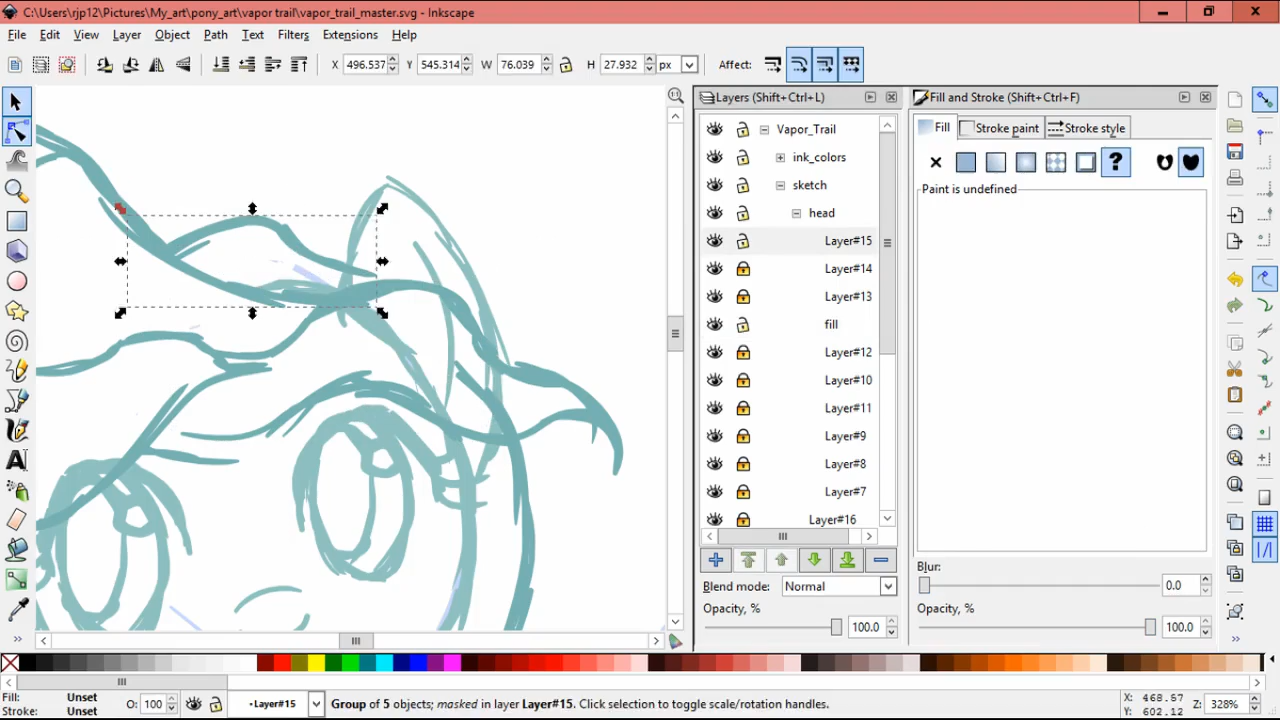 C:\Users\rjp12\Pictures\My_art\pony_art\vapor trail\vapor_trail_master.svg - Inkscape
File Edit View Layer Object Path Text Filters Extensions Help
X 496.537 Y 545.314 W 76.039 H 27.932 px Affect:
Layers (Shift+Ctrl+L)
Fill and Stroke (Shift+Ctrl+F)
Fill Stroke paint Stroke style
Paint is undefined
Vapor_Trail
ink_colors
sketch
head
Layer#15
Layer#14
Layer#13
fill
Layer#12
Layer#10
Layer#11
Layer#9
Layer#8
Layer#7
Layer#16
Blend mode: Normal
Opacity, % 100.0
Blur: 0.0
Opacity, % 100.0
Fill: Unset
Stroke: Unset
O: 100
•Layer#15
Group of 5 objects; masked in layer Layer#15. Click selection to toggle scale/rotation handles.
X: 468.57
Y: 602.12
Z: 328%